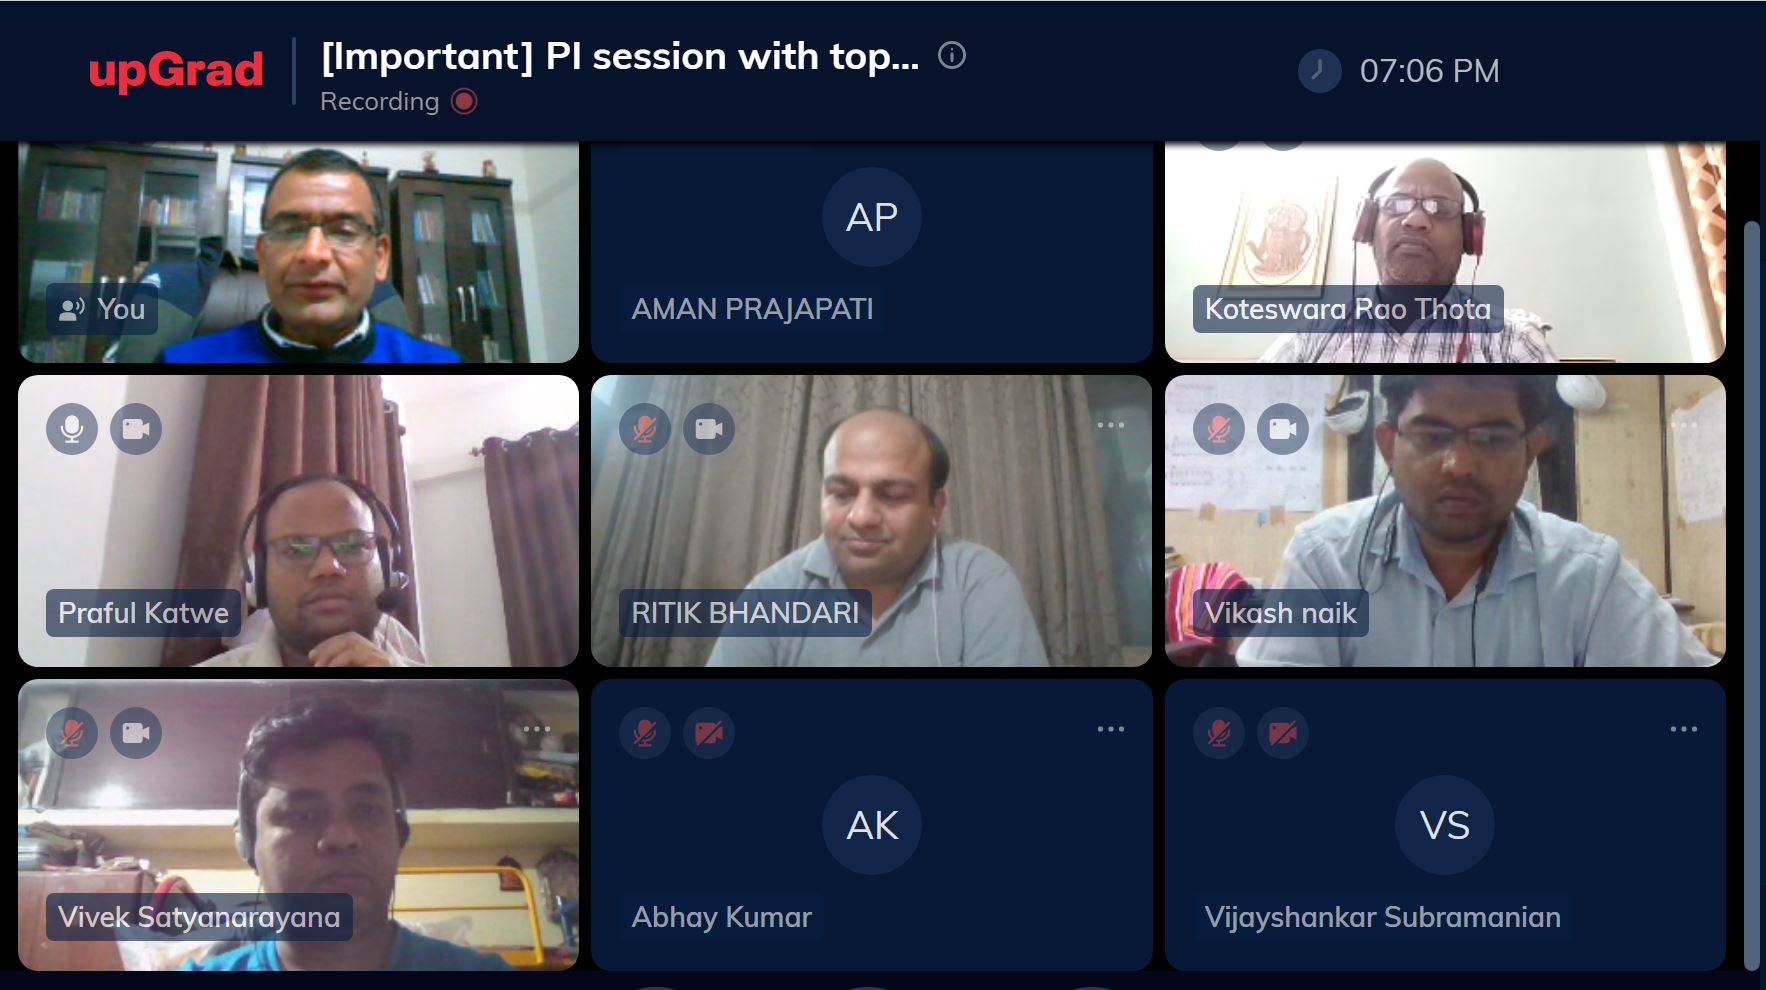 upGrad
[Important] PI session with top...
Recording
07:06 PM
You
AP
AMAN PRAJAPATI
Koteswara Rao Thota
Praful Katwe
RITIK BHANDARI
Vikash naik
Vivek Satyanarayana
AK
Abhay Kumar
VS
Vijayshankar Subramanian